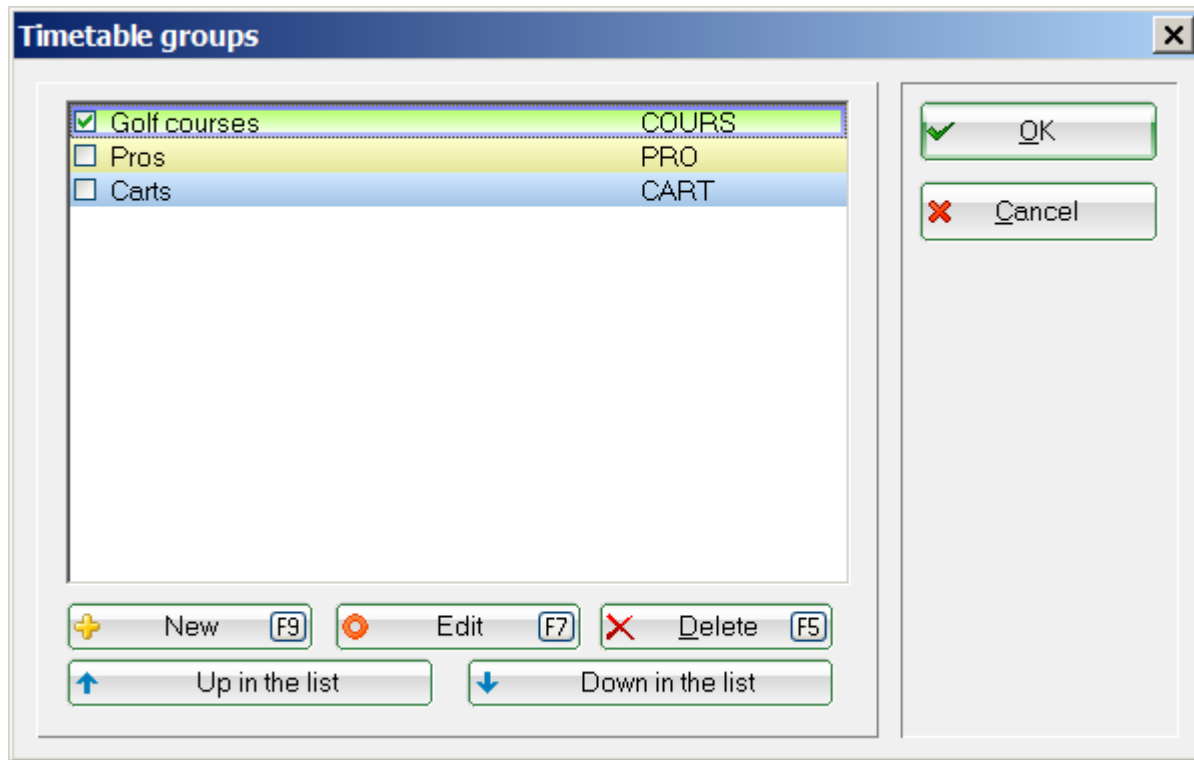 Timetable groups
Golf courses COURS
Pros PRO
Carts CART
OK
Cancel
New F9 Edit F7 Delete F5
Up in the list Down in the list